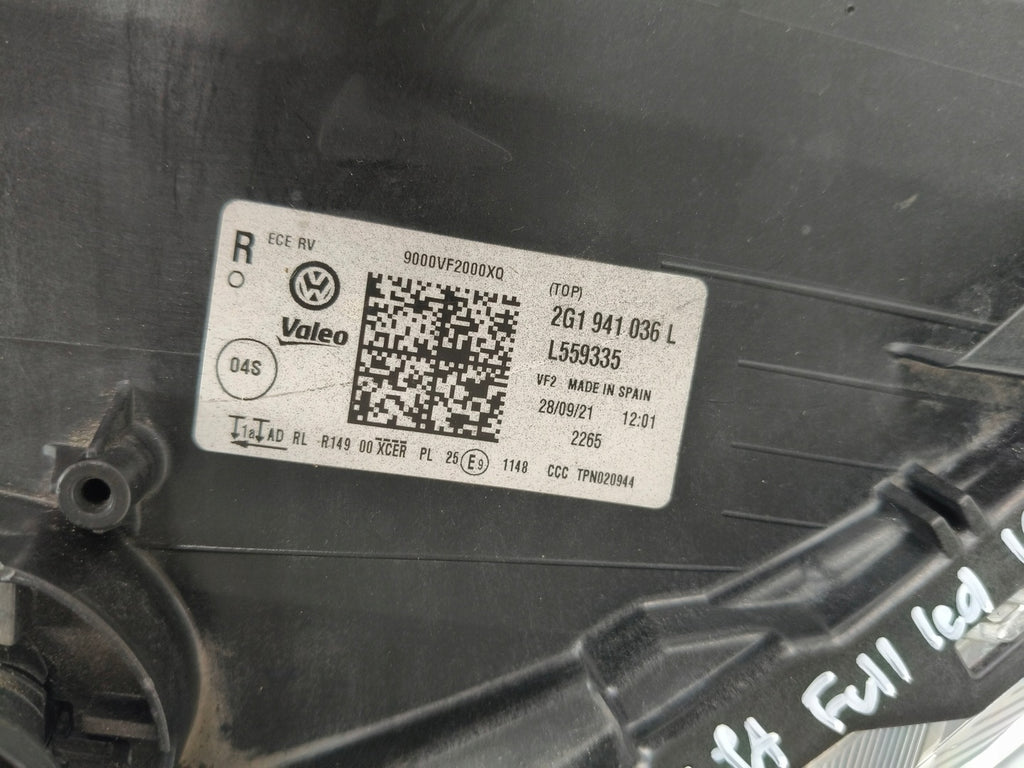 R ECE RV
9000VF2000XQ
(TOP)
2G1 941 036 L
Valeo
L559335
04S
VF2 MADE IN SPAIN
28/09/21 12:01
2265
1a AD RL R149 00 XCER PL 25 E9 1148 CCC TPN020944
Full led